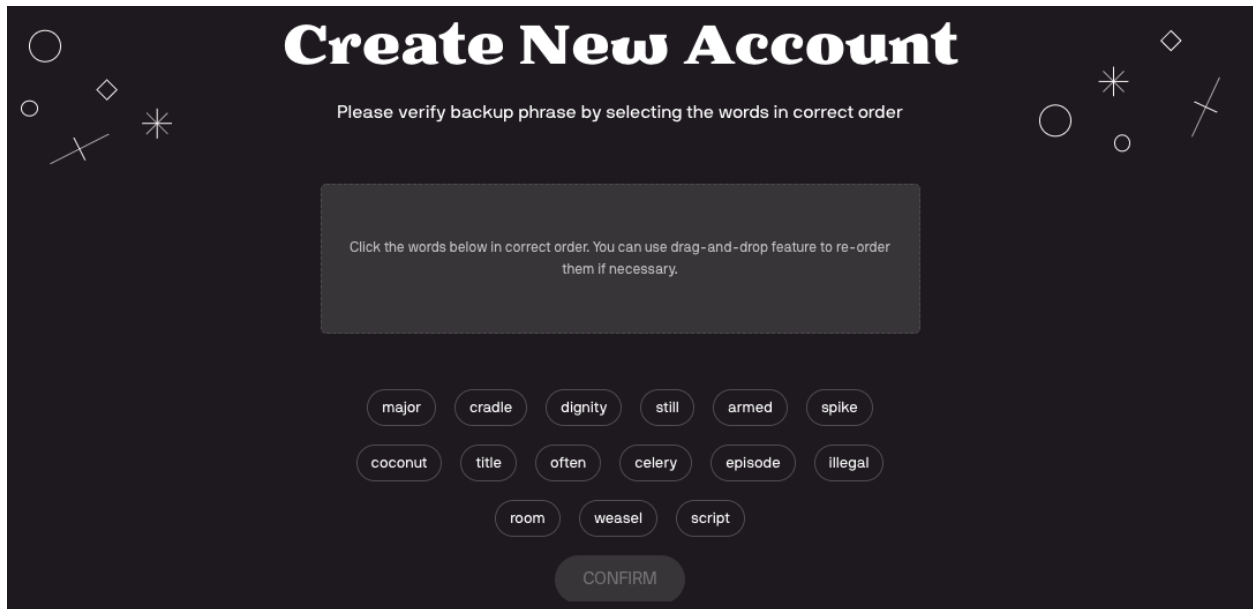 Create New Account
Please verify backup phrase by selecting the words in correct order
Click the words below in correct order. You can use drag-and-drop feature to re-order
them if necessary.
major cradle dignity still armed spike
coconut title often celery episode illegal
room weasel script
CONFIRM